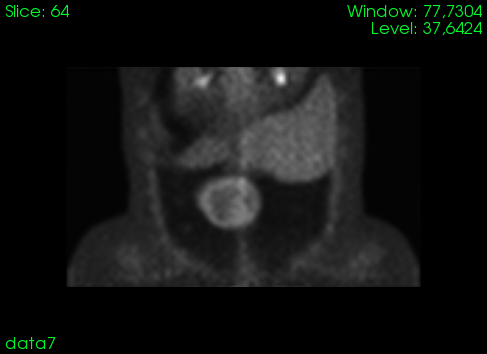 Slice: 64
Window: 77,7304
Level: 37,6424
data7